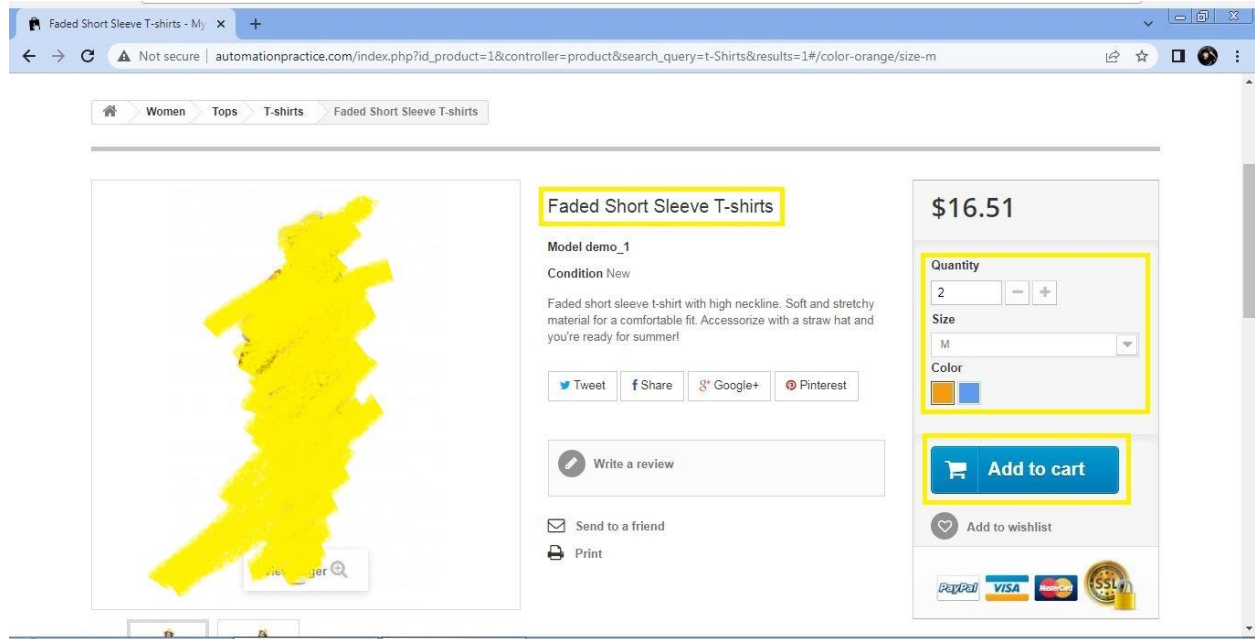 Faded Short Sleeve T-shirts - My
Not secure | automationpractice.com/index.php?id_product=1&controller=product&search_query=t-Shirts&results=1#/color-orange/size-m
Women Tops T-shirts Faded Short Sleeve T-shirts
Faded Short Sleeve T-shirts
Model demo_1
Condition New
Faded short sleeve t-shirt with high neckline. Soft and stretchy
material for a comfortable fit. Accessorize with a straw hat and
you're ready for summer!
Tweet Share Google+ Pinterest
Write a review
Send to a friend
Print
$16.51
Quantity
2
Size
M
Color
Add to cart
Add to wishlist
PayPal VISA MasterCard SSL